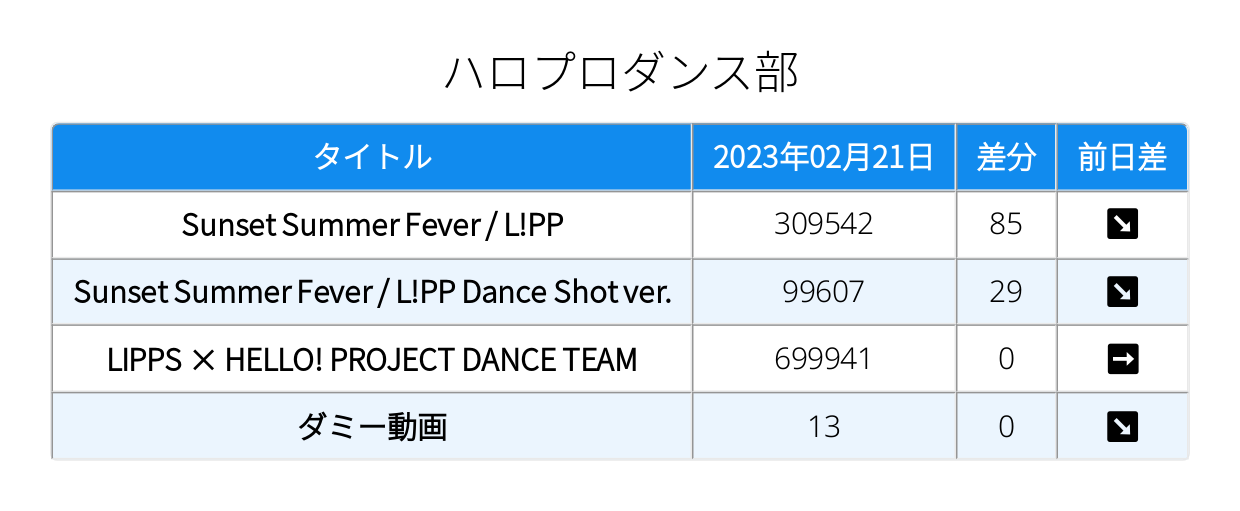 ハロプロダンス部
タイトル 2023年02月21日 差分 前日差
Sunset Summer Fever / L!PP 309542 85 ↘
Sunset Summer Fever / L!PP Dance Shot ver. 99607 29 ↘
LIPPS × HELLO! PROJECT DANCE TEAM 699941 0 →
ダミー動画 13 0 ↘